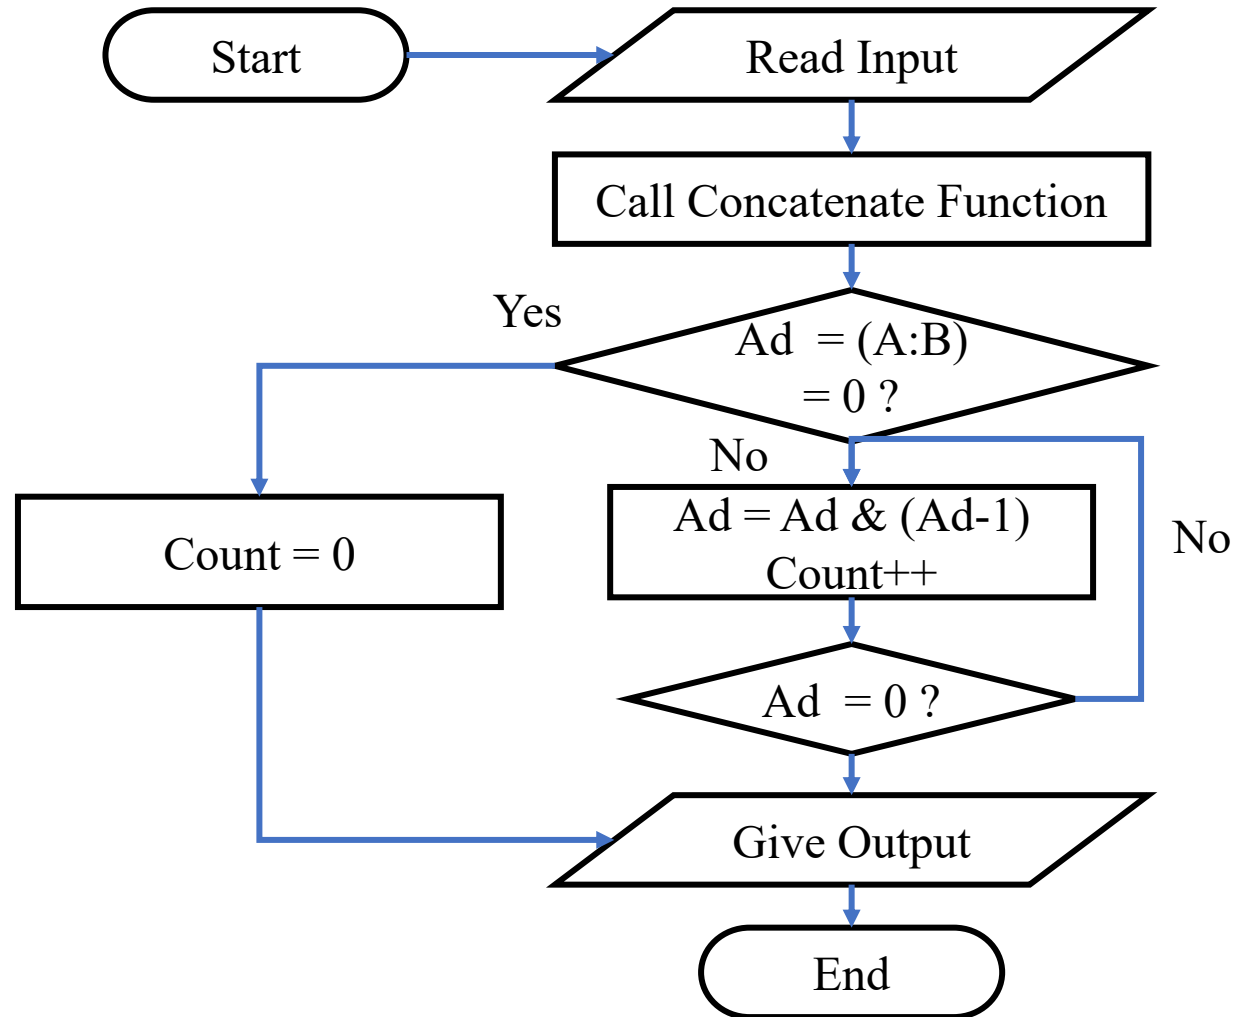 Start
Read Input
Call Concatenate Function
Yes
Ad = (A:B)
= 0 ?
No
Ad = Ad & (Ad-1)
Count++
No
Count = 0
Ad = 0 ?
Give Output
End